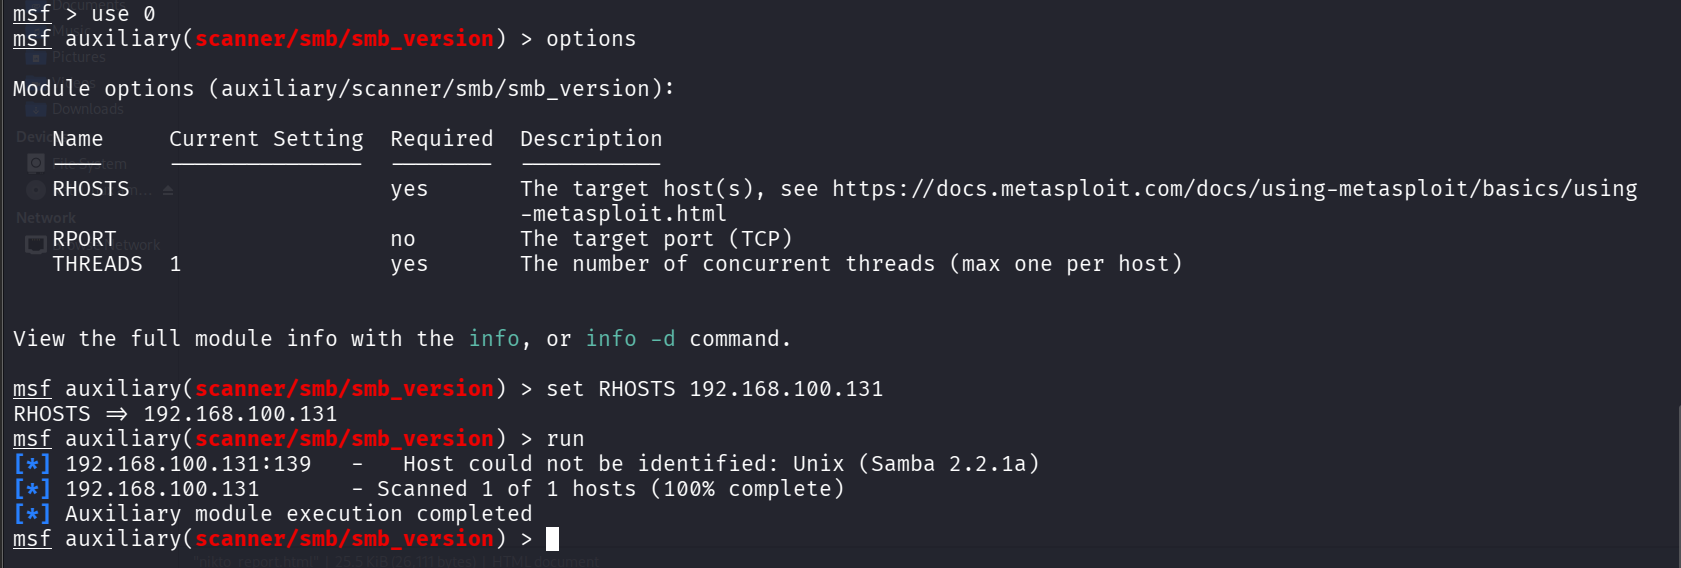 msf > use 0
msf auxiliary(scanner/smb/smb_version) > options
Module options (auxiliary/scanner/smb/smb_version):
Name Current Setting Required Description
RHOSTS yes The target host(s), see https://docs.metasploit.com/docs/using-metasploit/basics/using
-metasploit.html
RPORT no The target port (TCP)
THREADS 1 yes The number of concurrent threads (max one per host)
View the full module info with the info, or info -d command.
msf auxiliary(scanner/smb/smb_version) > set RHOSTS 192.168.100.131
RHOSTS => 192.168.100.131
msf auxiliary(scanner/smb/smb_version) > run
[*] 192.168.100.131:139 - Host could not be identified: Unix (Samba 2.2.1a)
[*] 192.168.100.131 - Scanned 1 of 1 hosts (100% complete)
[*] Auxiliary module execution completed
msf auxiliary(scanner/smb/smb_version) >
Documents
Pictures
Downloads
File System
Network